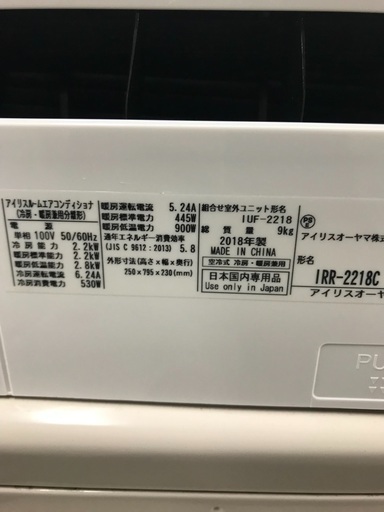 アイリスルームエアコンディショナ
(冷房・暖房兼用分離形)
電源
単相 100V 50/60Hz
冷房能力 2.2kW
暖房標準能力 2.2kW
暖房低温能力 2.8kW
冷房運転電流 6.24A
冷房消費電力 530W
暖房運転電流 5.24A
暖房標準電力 445W
暖房低温電力 900W
通年エネルギー消費効率
(JIS C 9612:2013) 5.8
外形寸法(高さ×幅×奥行)
250×795×230(mm)
組合せ室外ユニット形名
IUF-2218
総質量 9kg
2018年製
MADE IN CHINA
空冷式 冷房・暖房兼用
日本国内専用品
Use only in Japan
PSE
アイリスオーヤマ株式
形名
IRR-2218C
アイリスオーヤ
PU